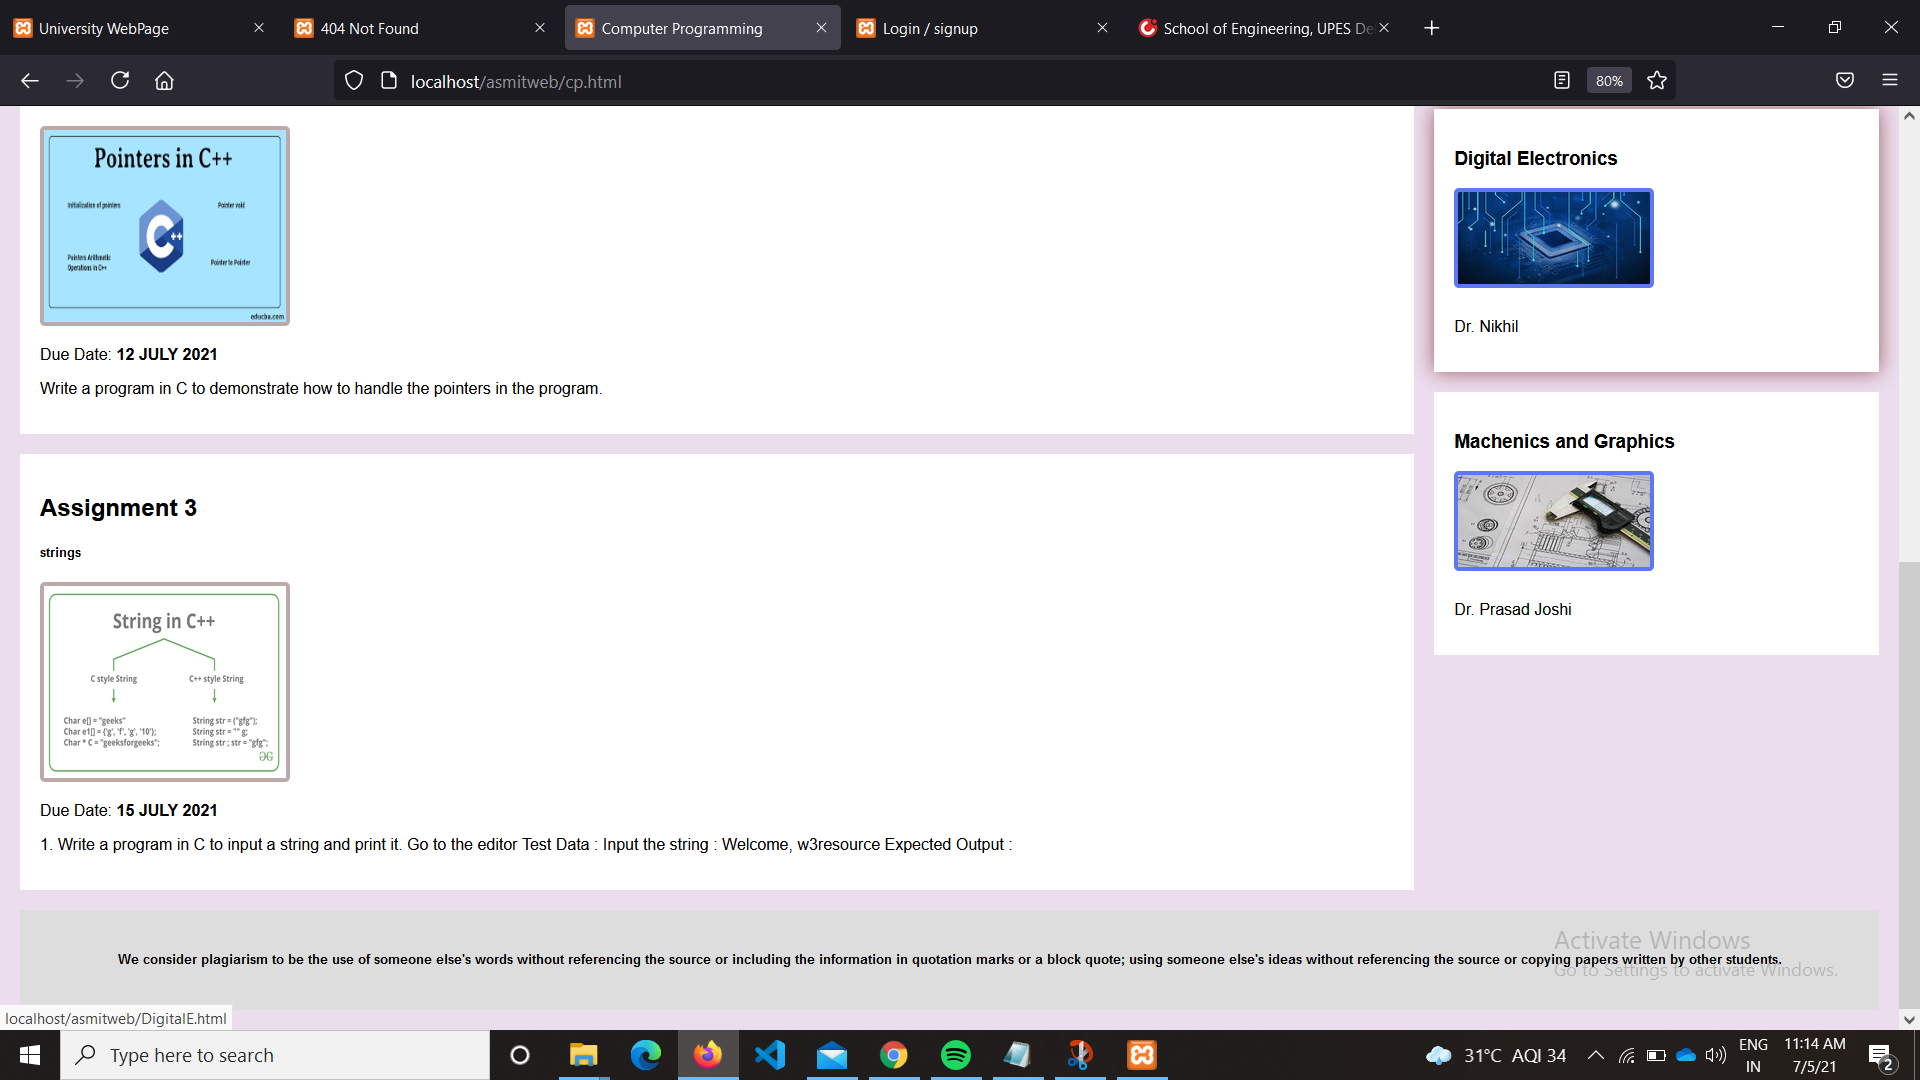 University WebPage
404 Not Found
Computer Programming
Login / signup
School of Engineering, UPES De
localhost/asmitweb/cp.html
80%
Pointers in C++
Initialization of pointers
Pointer void
C++
Pointers Arithmetic
Operations in C++
Pointer to Pointer
educba.com
Due Date: 12 JULY 2021
Write a program in C to demonstrate how to handle the pointers in the program.
Assignment 3
strings
String in C++
C style String
C++ style String
Char e[] = "geeks"
Char e1[] = {'g', 'f', 'g', '10'};
Char * C = "geeksforgeeks";
String str = ("gfg");
String str = "" g;
String str ; str = "gfg";
Due Date: 15 JULY 2021
1. Write a program in C to input a string and print it. Go to the editor Test Data : Input the string : Welcome, w3resource Expected Output :
Digital Electronics
Dr. Nikhil
Machenics and Graphics
Dr. Prasad Joshi
We consider plagiarism to be the use of someone else's words without referencing the source or including the information in quotation marks or a block quote; using someone else's ideas without referencing the source or copying papers written by other students.
Activate Windows
Go to Settings to activate Windows.
localhost/asmitweb/DigitalE.html
Type here to search
31°C AQI 34
ENG
IN
11:14 AM
7/5/21
2